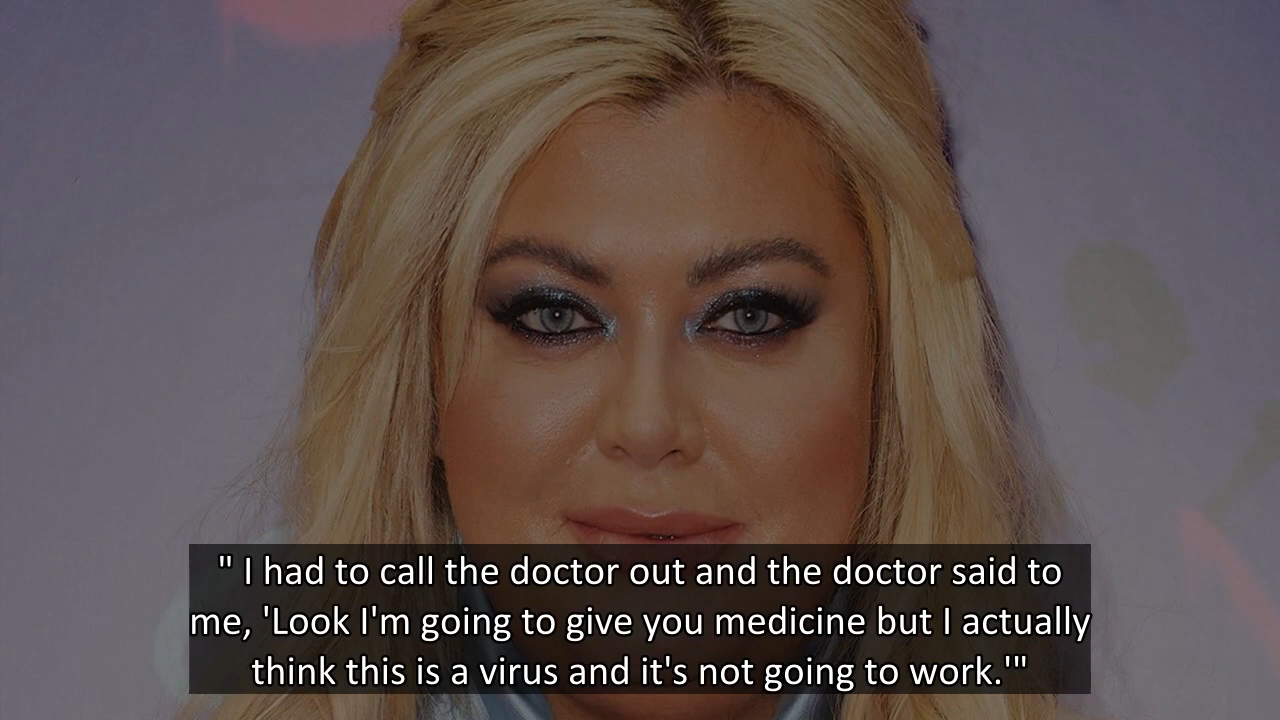 " I had to call the doctor out and the doctor said to
me, 'Look I'm going to give you medicine but I actually
think this is a virus and it's not going to work.'"